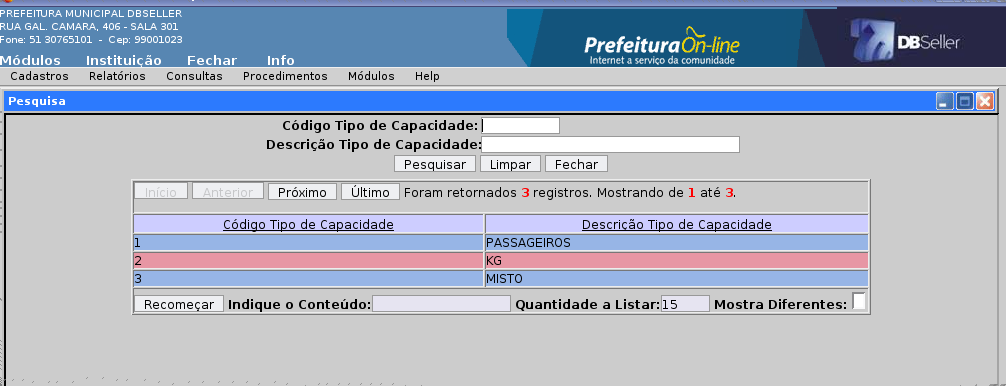 PREFEITURA MUNICIPAL DBSELLER
RUA GAL. CAMARA, 406 - SALA 301
Fone: 51 30765101 - Cep: 99001023
Módulos Instituição Fechar Info
Prefeitura On-line
Internet a serviço da comunidade
DBSeller
Cadastros Relatórios Consultas Procedimentos Módulos Help
Pesquisa
Código Tipo de Capacidade:
Descrição Tipo de Capacidade:
Pesquisar Limpar Fechar
Início Anterior Próximo Último Foram retornados 3 registros. Mostrando de 1 até 3.
Código Tipo de Capacidade Descrição Tipo de Capacidade
1 PASSAGEIROS
2 KG
3 MISTO
Recomeçar Indique o Conteúdo: Quantidade a Listar: 15 Mostra Diferentes: